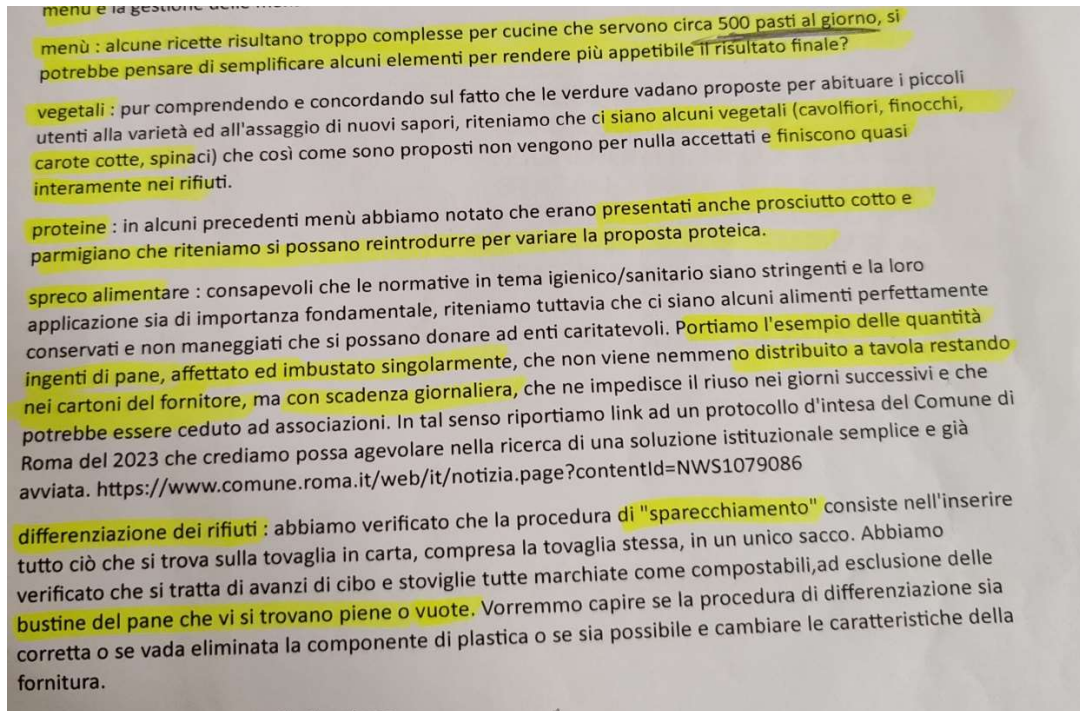 menù e la gestione
menù : alcune ricette risultano troppo complesse per cucine che servono circa 500 pasti al giorno, si
potrebbe pensare di semplificare alcuni elementi per rendere più appetibile il risultato finale?
vegetali : pur comprendendo e concordando sul fatto che le verdure vadano proposte per abituare i piccoli
utenti alla varietà ed all'assaggio di nuovi sapori, riteniamo che ci siano alcuni vegetali (cavolfiori, finocchi,
carote cotte, spinaci) che così come sono proposti non vengono per nulla accettati e finiscono quasi
interamente nei rifiuti.
proteine : in alcuni precedenti menù abbiamo notato che erano presentati anche prosciutto cotto e
parmigiano che riteniamo si possano reintrodurre per variare la proposta proteica.
spreco alimentare : consapevoli che le normative in tema igienico/sanitario siano stringenti e la loro
applicazione sia di importanza fondamentale, riteniamo tuttavia che ci siano alcuni alimenti perfettamente
conservati e non maneggiati che si possano donare ad enti caritatevoli. Portiamo l'esempio delle quantità
ingenti di pane, affettato ed imbustato singolarmente, che non viene nemmeno distribuito a tavola restando
nei cartoni del fornitore, ma con scadenza giornaliera, che ne impedisce il riuso nei giorni successivi e che
potrebbe essere ceduto ad associazioni. In tal senso riportiamo link ad un protocollo d'intesa del Comune di
Roma del 2023 che crediamo possa agevolare nella ricerca di una soluzione istituzionale semplice e già
avviata. https://www.comune.roma.it/web/it/notizia.page?contentId=NWS1079086
differenziazione dei rifiuti : abbiamo verificato che la procedura di "sparecchiamento" consiste nell'inserire
tutto ciò che si trova sulla tovaglia in carta, compresa la tovaglia stessa, in un unico sacco. Abbiamo
verificato che si tratta di avanzi di cibo e stoviglie tutte marchiate come compostabili,ad esclusione delle
bustine del pane che vi si trovano piene o vuote. Vorremmo capire se la procedura di differenziazione sia
corretta o se vada eliminata la componente di plastica o se sia possibile e cambiare le caratteristiche della
fornitura.